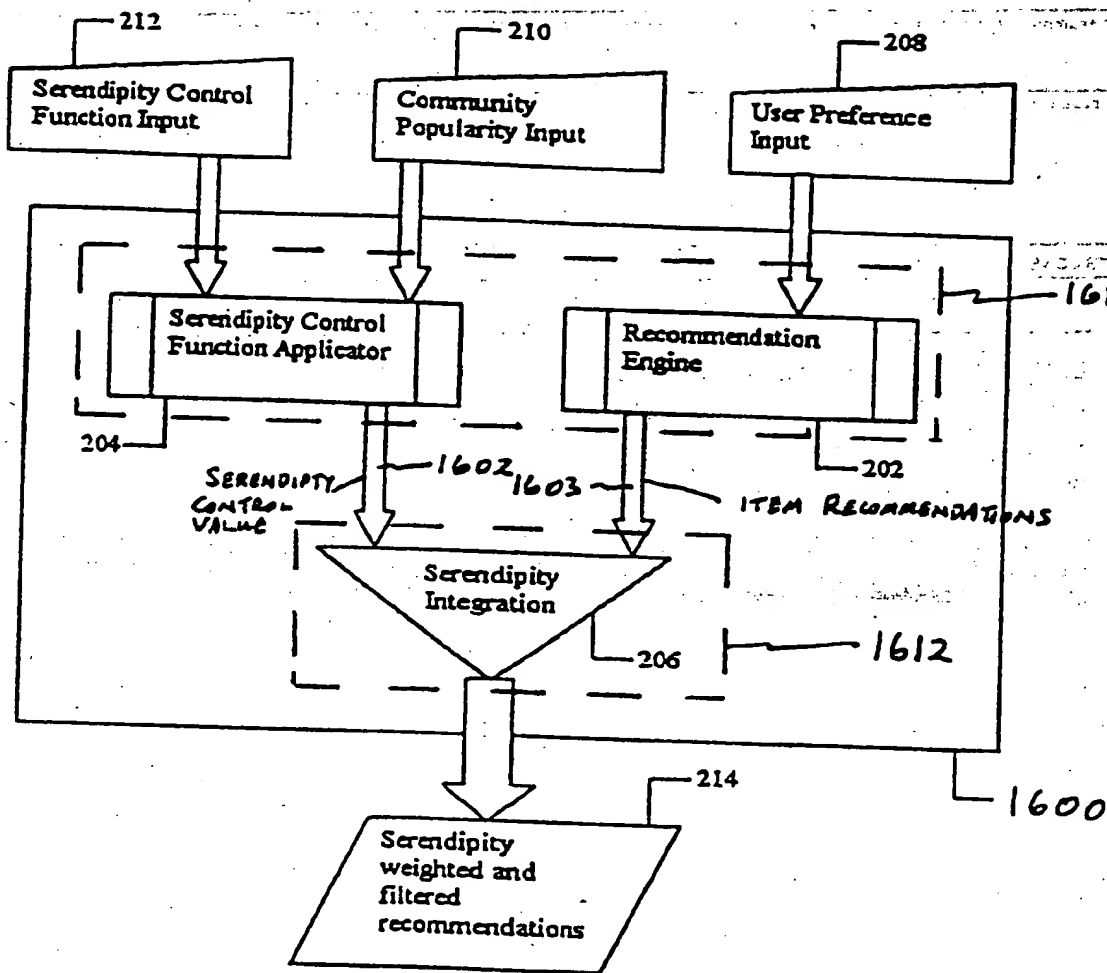 212
210
208
Serendipity Control
Function Input
Community
Popularity Input
User Preference
Input
Serendipity Control
Function Applicator
Recommendation
Engine
161
204
202
SERENDIPTY
CONTROL
VALUE
1602
1603
ITEM RECOMMENDATIONS
Serendipity
Integration
206
1612
214
1600
Serendipity
weighted and
filtered
recommendations